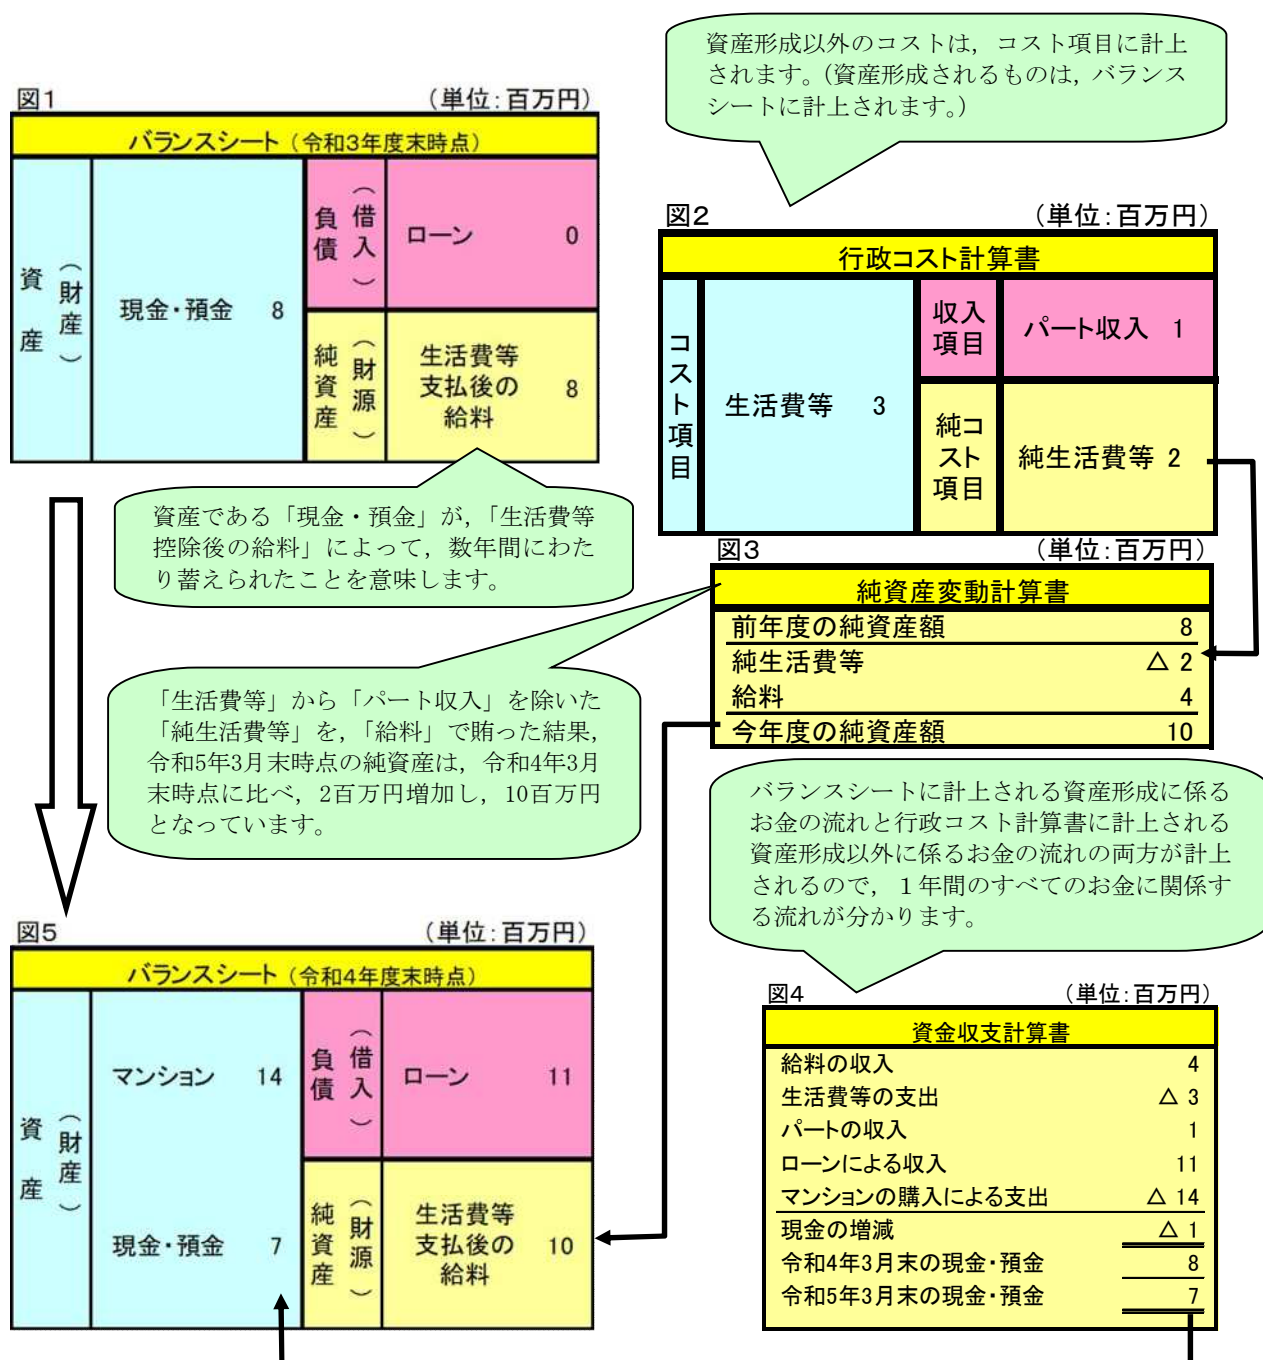 資産形成以外のコストは，コスト項目に計上
されます。（資産形成されるものは，バランス
シートに計上されます。）
図1
（単位：百万円）
バランスシート（令和3年度末時点）
資産
（財産）
現金・預金 8
負債
（借入）
ローン 0
純資産
（財源）
生活費等
支払後の 8
給料
資産である「現金・預金」が，「生活費等
控除後の給料」によって，数年間にわた
り蓄えられたことを意味します。
図2
（単位：百万円）
行政コスト計算書
コスト項目
生活費等 3
収入
項目
パート収入 1
純コ
スト
項目
純生活費等 2
図3
（単位：百万円）
純資産変動計算書
前年度の純資産額 8
純生活費等 △ 2
給料 4
今年度の純資産額 10
「生活費等」から「パート収入」を除いた
「純生活費等」を，「給料」で賄った結果，
令和5年3月末時点の純資産は，令和4年3月
末時点に比べ，2百万円増加し，10百万円
となっています。
バランスシートに計上される資産形成に係る
お金の流れと行政コスト計算書に計上される
資産形成以外に係るお金の流れの両方が計上
されるので，１年間のすべてのお金に関係す
る流れが分かります。
図5
（単位：百万円）
バランスシート（令和4年度末時点）
資産
（財産）
マンション 14
現金・預金 7
負債
（借入）
ローン 11
純資産
（財源）
生活費等
支払後の 10
給料
図4
（単位：百万円）
資金収支計算書
給料の収入 4
生活費等の支出 △ 3
パートの収入 1
ローンによる収入 11
マンションの購入による支出 △ 14
現金の増減 △ 1
令和4年3月末の現金・預金 8
令和5年3月末の現金・預金 7